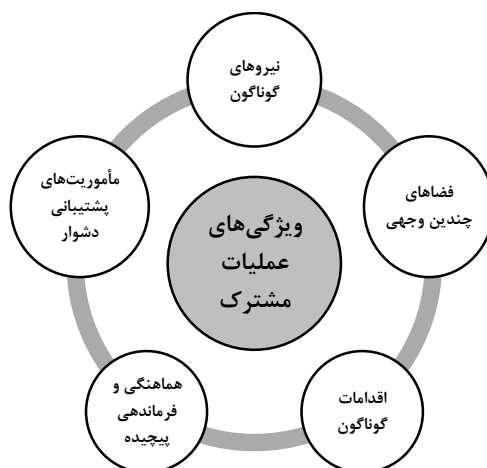 نیروهای
گوناگون
فضاهای
چندین وجهی
مأموریت‌های
پشتیبانی
دشوار
ویژگی‌های
عملیات
مشترک
هماهنگی و
فرماندهی
پیچیده
اقدامات
گوناگون